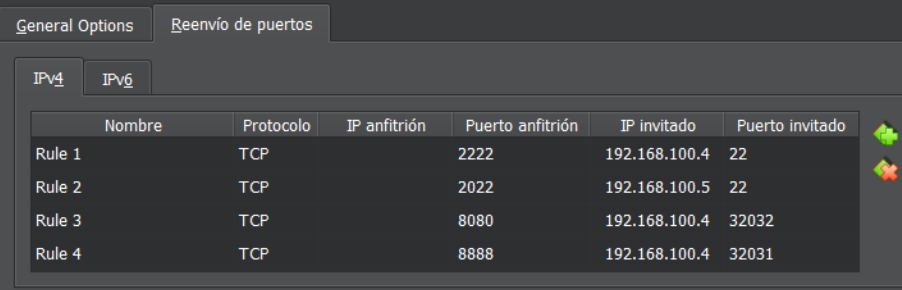 General Options Reenvío de puertos
IPv4 IPv6
Nombre Protocolo IP anfitrión Puerto anfitrión IP invitado Puerto invitado
Rule 1 TCP 2222 192.168.100.4 22
Rule 2 TCP 2022 192.168.100.5 22
Rule 3 TCP 8080 192.168.100.4 32032
Rule 4 TCP 8888 192.168.100.4 32031